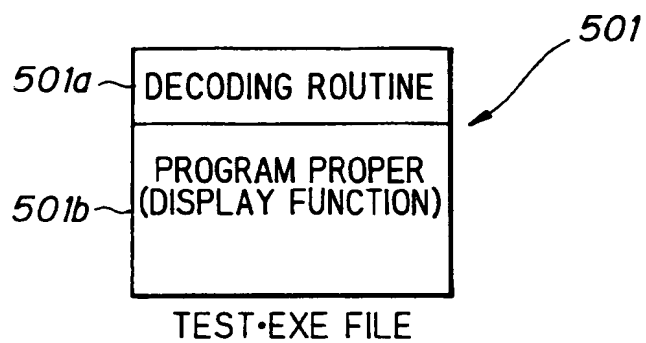 501
501a
DECODING ROUTINE
501b
PROGRAM PROPER
(DISPLAY FUNCTION)
TEST·EXE FILE